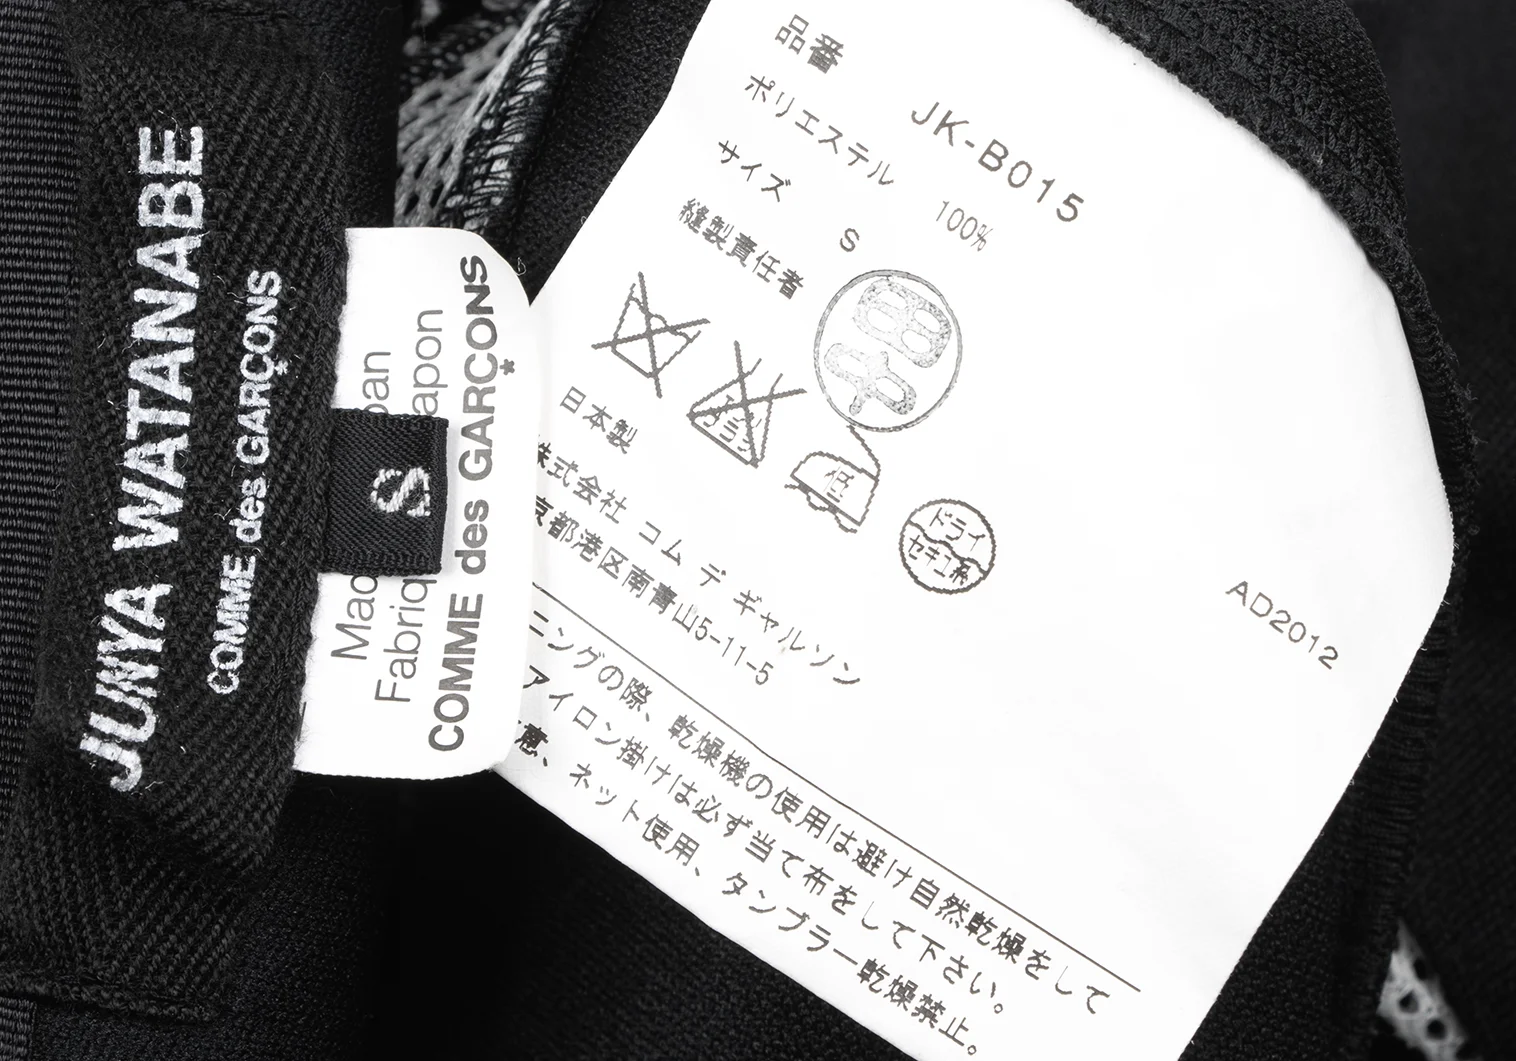 JUNYA WATANABE
COMME des GARÇONS
S
COMME des GARÇONS
品番 JK-B015
ポリエステル 100%
サイズ S
縫製責任者
低
ドライ
セキユ系
日本製
株式会社 コム デ ギャルソン
京都港区南青山5-11-5
AD2012
ニングの際、乾燥機の使用は避け自然乾燥をして
アイロン掛けは必ず当て布をして下さい。
意、ネット使用、タンブラー乾燥禁止。